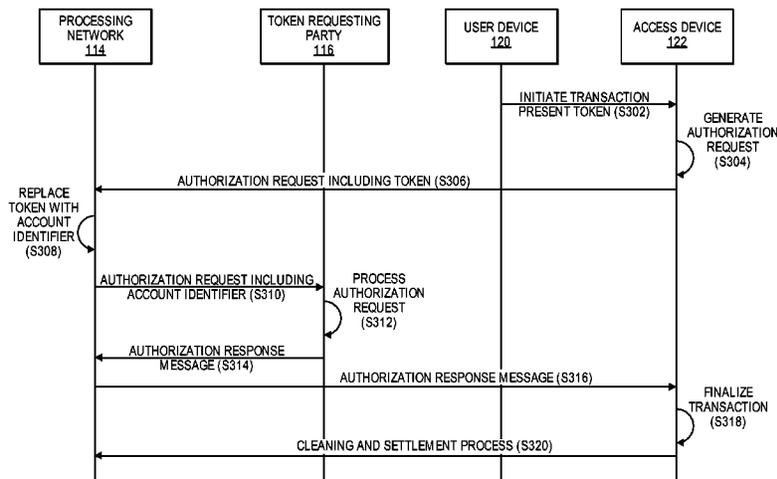 PROCESSING
NETWORK
114
TOKEN REQUESTING
PARTY
116
USER DEVICE
120
ACCESS DEVICE
122
INITIATE TRANSACTION
PRESENT TOKEN (S302)
GENERATE
AUTHORIZATION
REQUEST
(S304)
AUTHORIZATION REQUEST INCLUDING TOKEN (S306)
REPLACE
TOKEN WITH
ACCOUNT
IDENTIFIER
(S308)
AUTHORIZATION REQUEST INCLUDING
ACCOUNT IDENTIFIER (S310)
PROCESS
AUTHORIZATION
REQUEST
(S312)
AUTHORIZATION RESPONSE
MESSAGE (S314)
AUTHORIZATION RESPONSE MESSAGE (S316)
FINALIZE
TRANSACTION
(S318)
CLEANING AND SETTLEMENT PROCESS (S320)